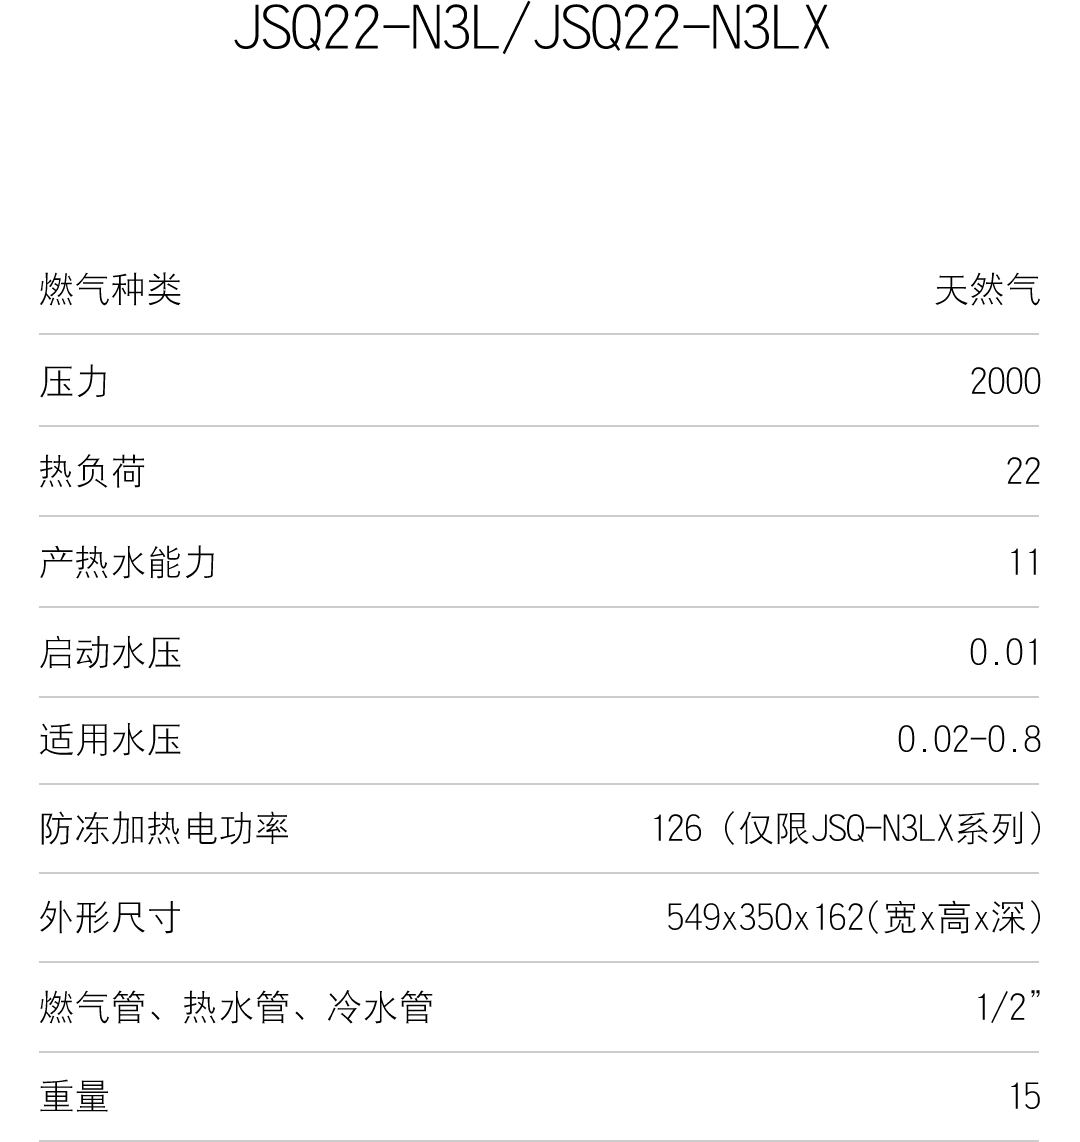 JSQ22-N3L/JSQ22-N3LX
燃气种类 天然气
压力 2000
热负荷 22
产热水能力 11
启动水压 0.01
适用水压 0.02-0.8
防冻加热电功率 126（仅限JSQ-N3LX系列）
外形尺寸 549x350x162(宽x高x深)
燃气管、热水管、冷水管 1/2”
重量 15